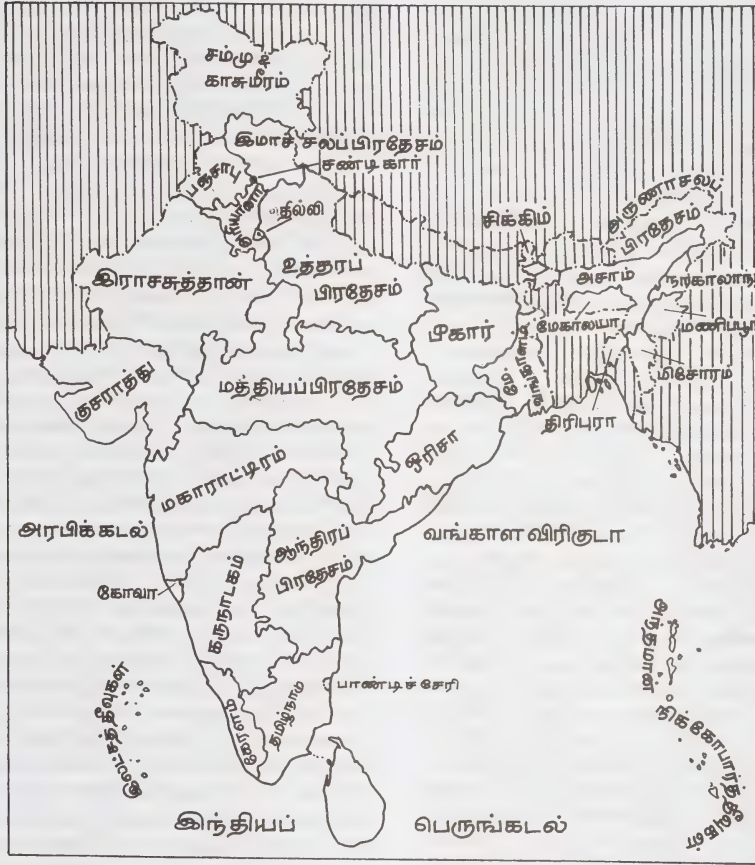 சம்மு &
காசுமீரம்
இமாச்சலப்பிரதேசம்
சண்டிகார்
பஞ்சாபு
அரியானா
தில்லி
சிக்கிம்
அருணாசலப்
பிரதேசம்
இராசசுத்தான்
உத்தரப்
பிரதேசம்
அசாம்
நாகாலாந்
பீகார்
மேகாலயா
மணிப்பூர்
மே.
வங்காளம்
மிசோரம்
குசராத்து
மத்தியப்பிரதேசம்
திரிபுரா
ஒரிசா
மகாராட்டிரம்
அரபிக்கடல்
ஆந்திரப்
பிரதேசம்
வங்காள விரிகுடா
கோவா
கருநாடகம்
அந்தமான்
நிக்கோபார்த்தீவுகள்
பாண்டிச்சேரி
இலட்சத்தீவுகள்
கேரளம்
தமிழ்நாடு
இந்தியப் பெருங்கடல்